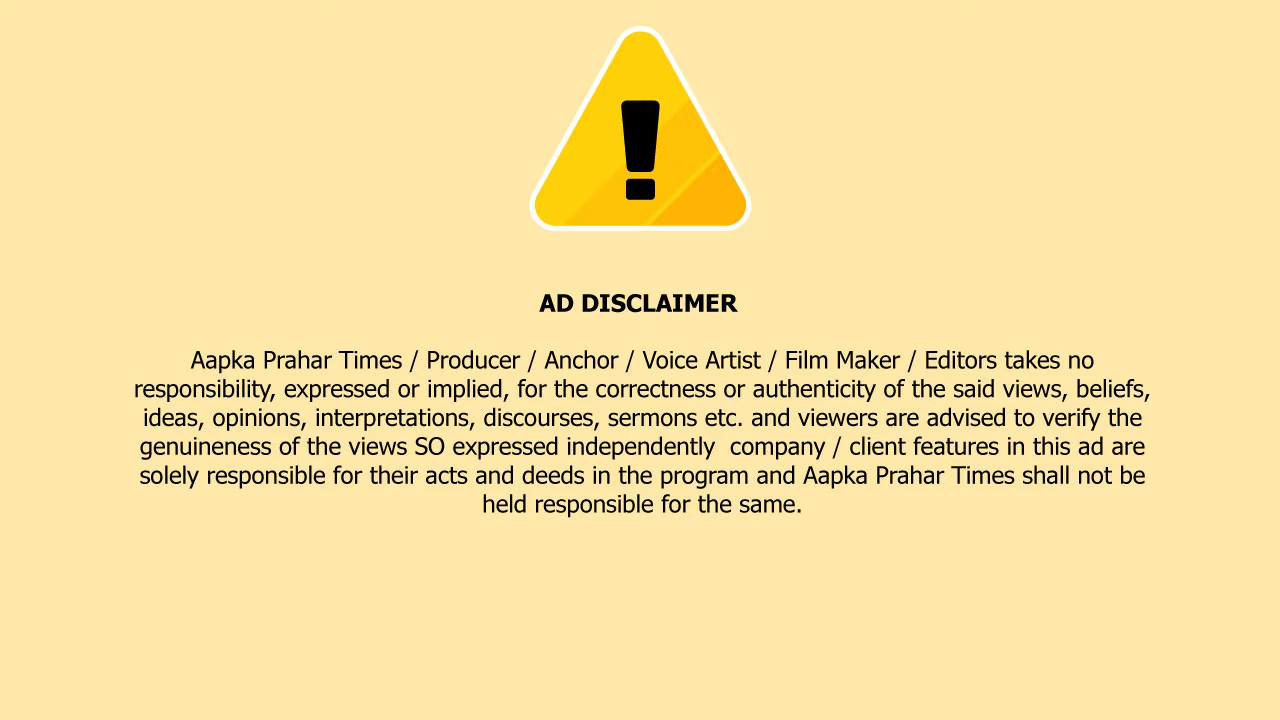 AD DISCLAIMER
Aapka Prahar Times / Producer / Anchor / Voice Artist / Film Maker / Editors takes no
responsibility, expressed or implied, for the correctness or authenticity of the said views, beliefs,
ideas, opinions, interpretations, discourses, sermons etc. and viewers are advised to verify the
genuineness of the views SO expressed independently  company / client features in this ad are
solely responsible for their acts and deeds in the program and Aapka Prahar Times shall not be
held responsible for the same.